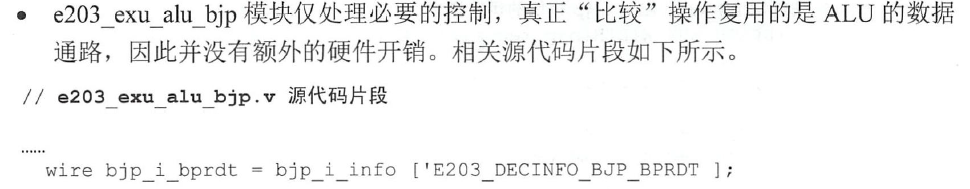 • e203_exu_alu_bjp 模块仅处理必要的控制，真正“比较”操作复用的是 ALU 的数据
通路，因此并没有额外的硬件开销。相关源代码片段如下所示。
// e203_exu_alu_bjp.v 源代码片段
……
wire bjp_i_bprdt = bjp_i_info ['E203_DECINFO_BJP_BPRDT ];